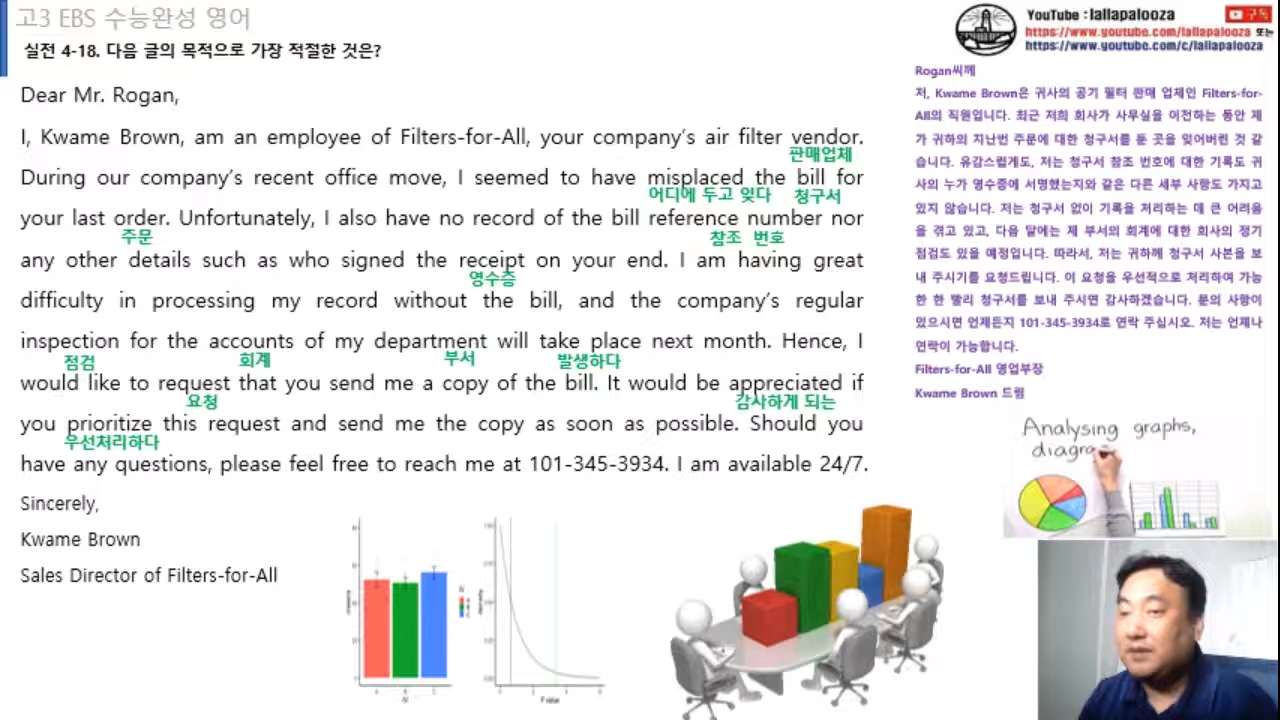 고3 EBS 수능완성 영어
실전 4-18. 다음 글의 목적으로 가장 적절한 것은?
Dear Mr. Rogan,
I, Kwame Brown, am an employee of Filters-for-All, your company's air filter vendor.
판매업체
During our company's recent office move, I seemed to have misplaced the bill for
어디에 두고 잊다 청구서
your last order. Unfortunately, I also have no record of the bill reference number nor
주문 참조 번호
any other details such as who signed the receipt on your end. I am having great
영수증
difficulty in processing my record without the bill, and the company's regular
inspection for the accounts of my department will take place next month. Hence, I
점검 회계 부서 발생하다
would like to request that you send me a copy of the bill. It would be appreciated if
요청 감사하게 되는
you prioritize this request and send me the copy as soon as possible. Should you
우선처리하다
have any questions, please feel free to reach me at 101-345-3934. I am available 24/7.
Sincerely,
Kwame Brown
Sales Director of Filters-for-All
YouTube : lallapalooza
구독
https://www.youtube.com/lallapalooza 또는
https://www.youtube.com/c/lallapalooza
Rogan씨께
저, Kwame Brown은 귀사의 공기 필터 판매 업체인 Filters-for-
All의 직원입니다. 최근 저희 회사가 사무실을 이전하는 동안 제
가 귀하의 지난번 주문에 대한 청구서를 둔 곳을 잊어버린 것 같
습니다. 유감스럽게도, 저는 청구서 참조 번호에 대한 기록도 귀
사의 누가 영수증에 서명했는지와 같은 다른 세부 사항도 가지고
있지 않습니다. 저는 청구서 없이 기록을 처리하는 데 큰 어려움
을 겪고 있고, 다음 달에는 제 부서의 회계에 대한 회사의 정기
점검도 있을 예정입니다. 따라서, 저는 귀하께 청구서 사본을 보
내 주시기를 요청드립니다. 이 요청을 우선적으로 처리하여 가능
한 한 빨리 청구서를 보내 주시면 감사하겠습니다. 문의 사항이
있으시면 언제든지 101-345-3934로 연락 주십시오. 저는 언제나
연락이 가능합니다.
Filters-for-All 영업부장
Kwame Brown 드림
Analysing graphs,
diagra